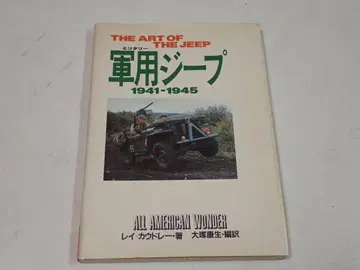 THE ART OF
THE JEEP
ミリタリー
軍用ジープ
1941-1945
ALL AMERICAN WONDER
レイ・カウドレー・著　大塚康生・編訳